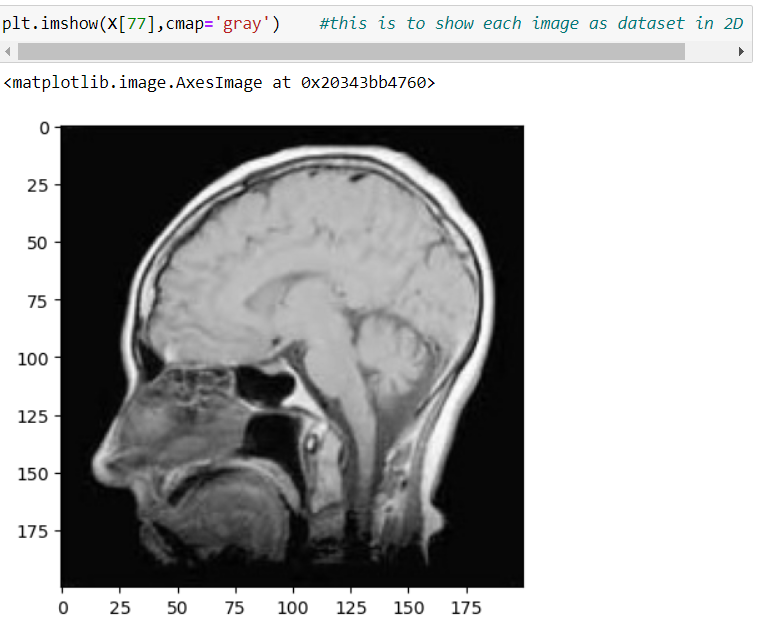 plt.imshow(X[77],cmap='gray')    #this is to show each image as dataset in 2D
<matplotlib.image.AxesImage at 0x20343bb4760>
0
25
50
75
100
125
150
175
0 25 50 75 100 125 150 175